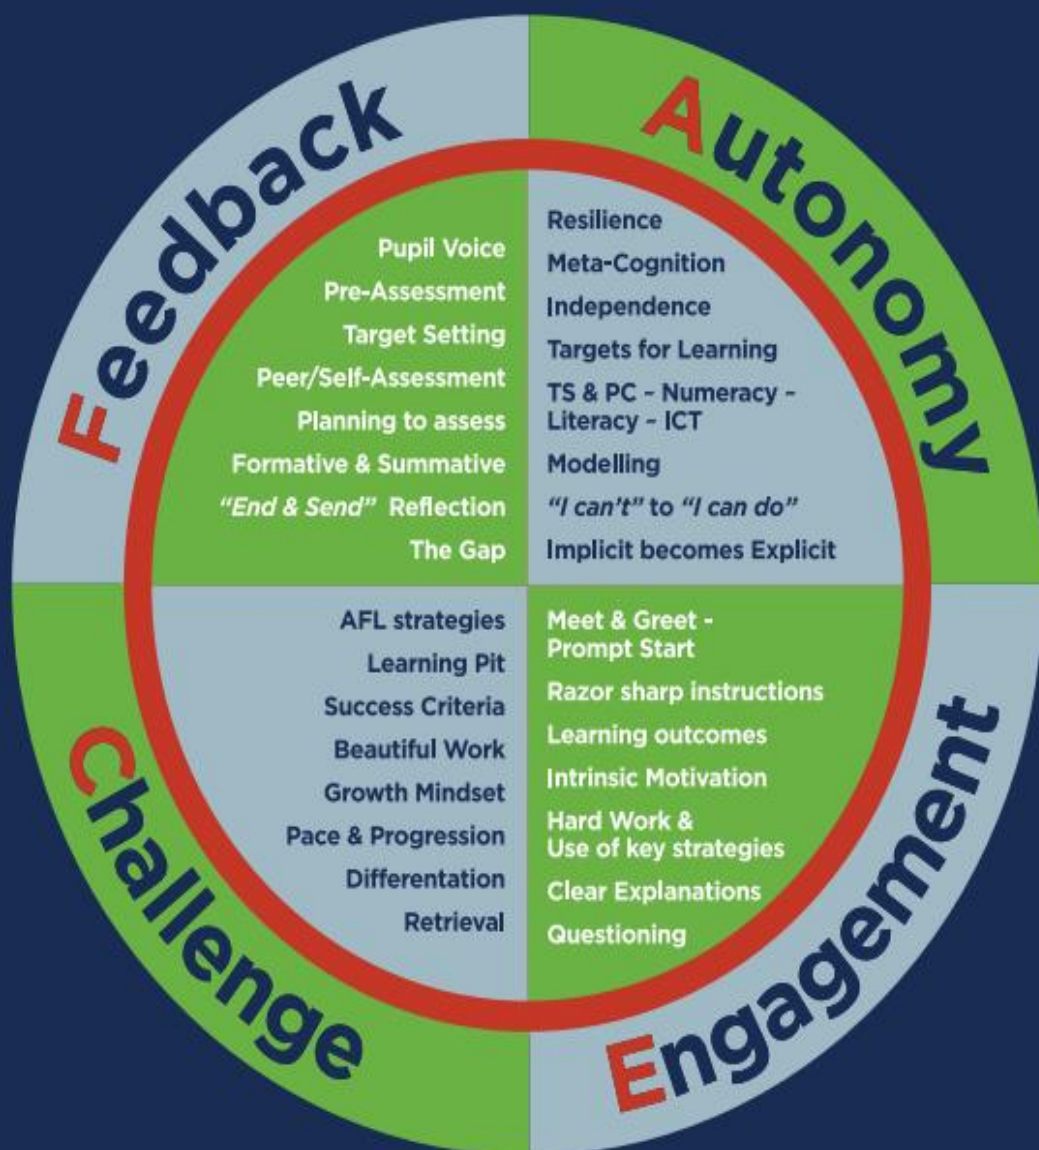 Feedback
Pupil Voice
Pre-Assessment
Target Setting
Peer/Self-Assessment
Planning to assess
Formative & Summative
"End & Send" Reflection
The Gap
Autonomy
Resilience
Meta-Cognition
Independence
Targets for Learning
TS & PC - Numeracy -
Literacy - ICT
Modelling
"I can't" to "I can do"
Implicit becomes Explicit
Challenge
AFL strategies
Learning Pit
Success Criteria
Beautiful Work
Growth Mindset
Pace & Progression
Differentation
Retrieval
Engagement
Meet & Greet -
Prompt Start
Razor sharp instructions
Learning outcomes
Intrinsic Motivation
Hard Work &
Use of key strategies
Clear Explanations
Questioning